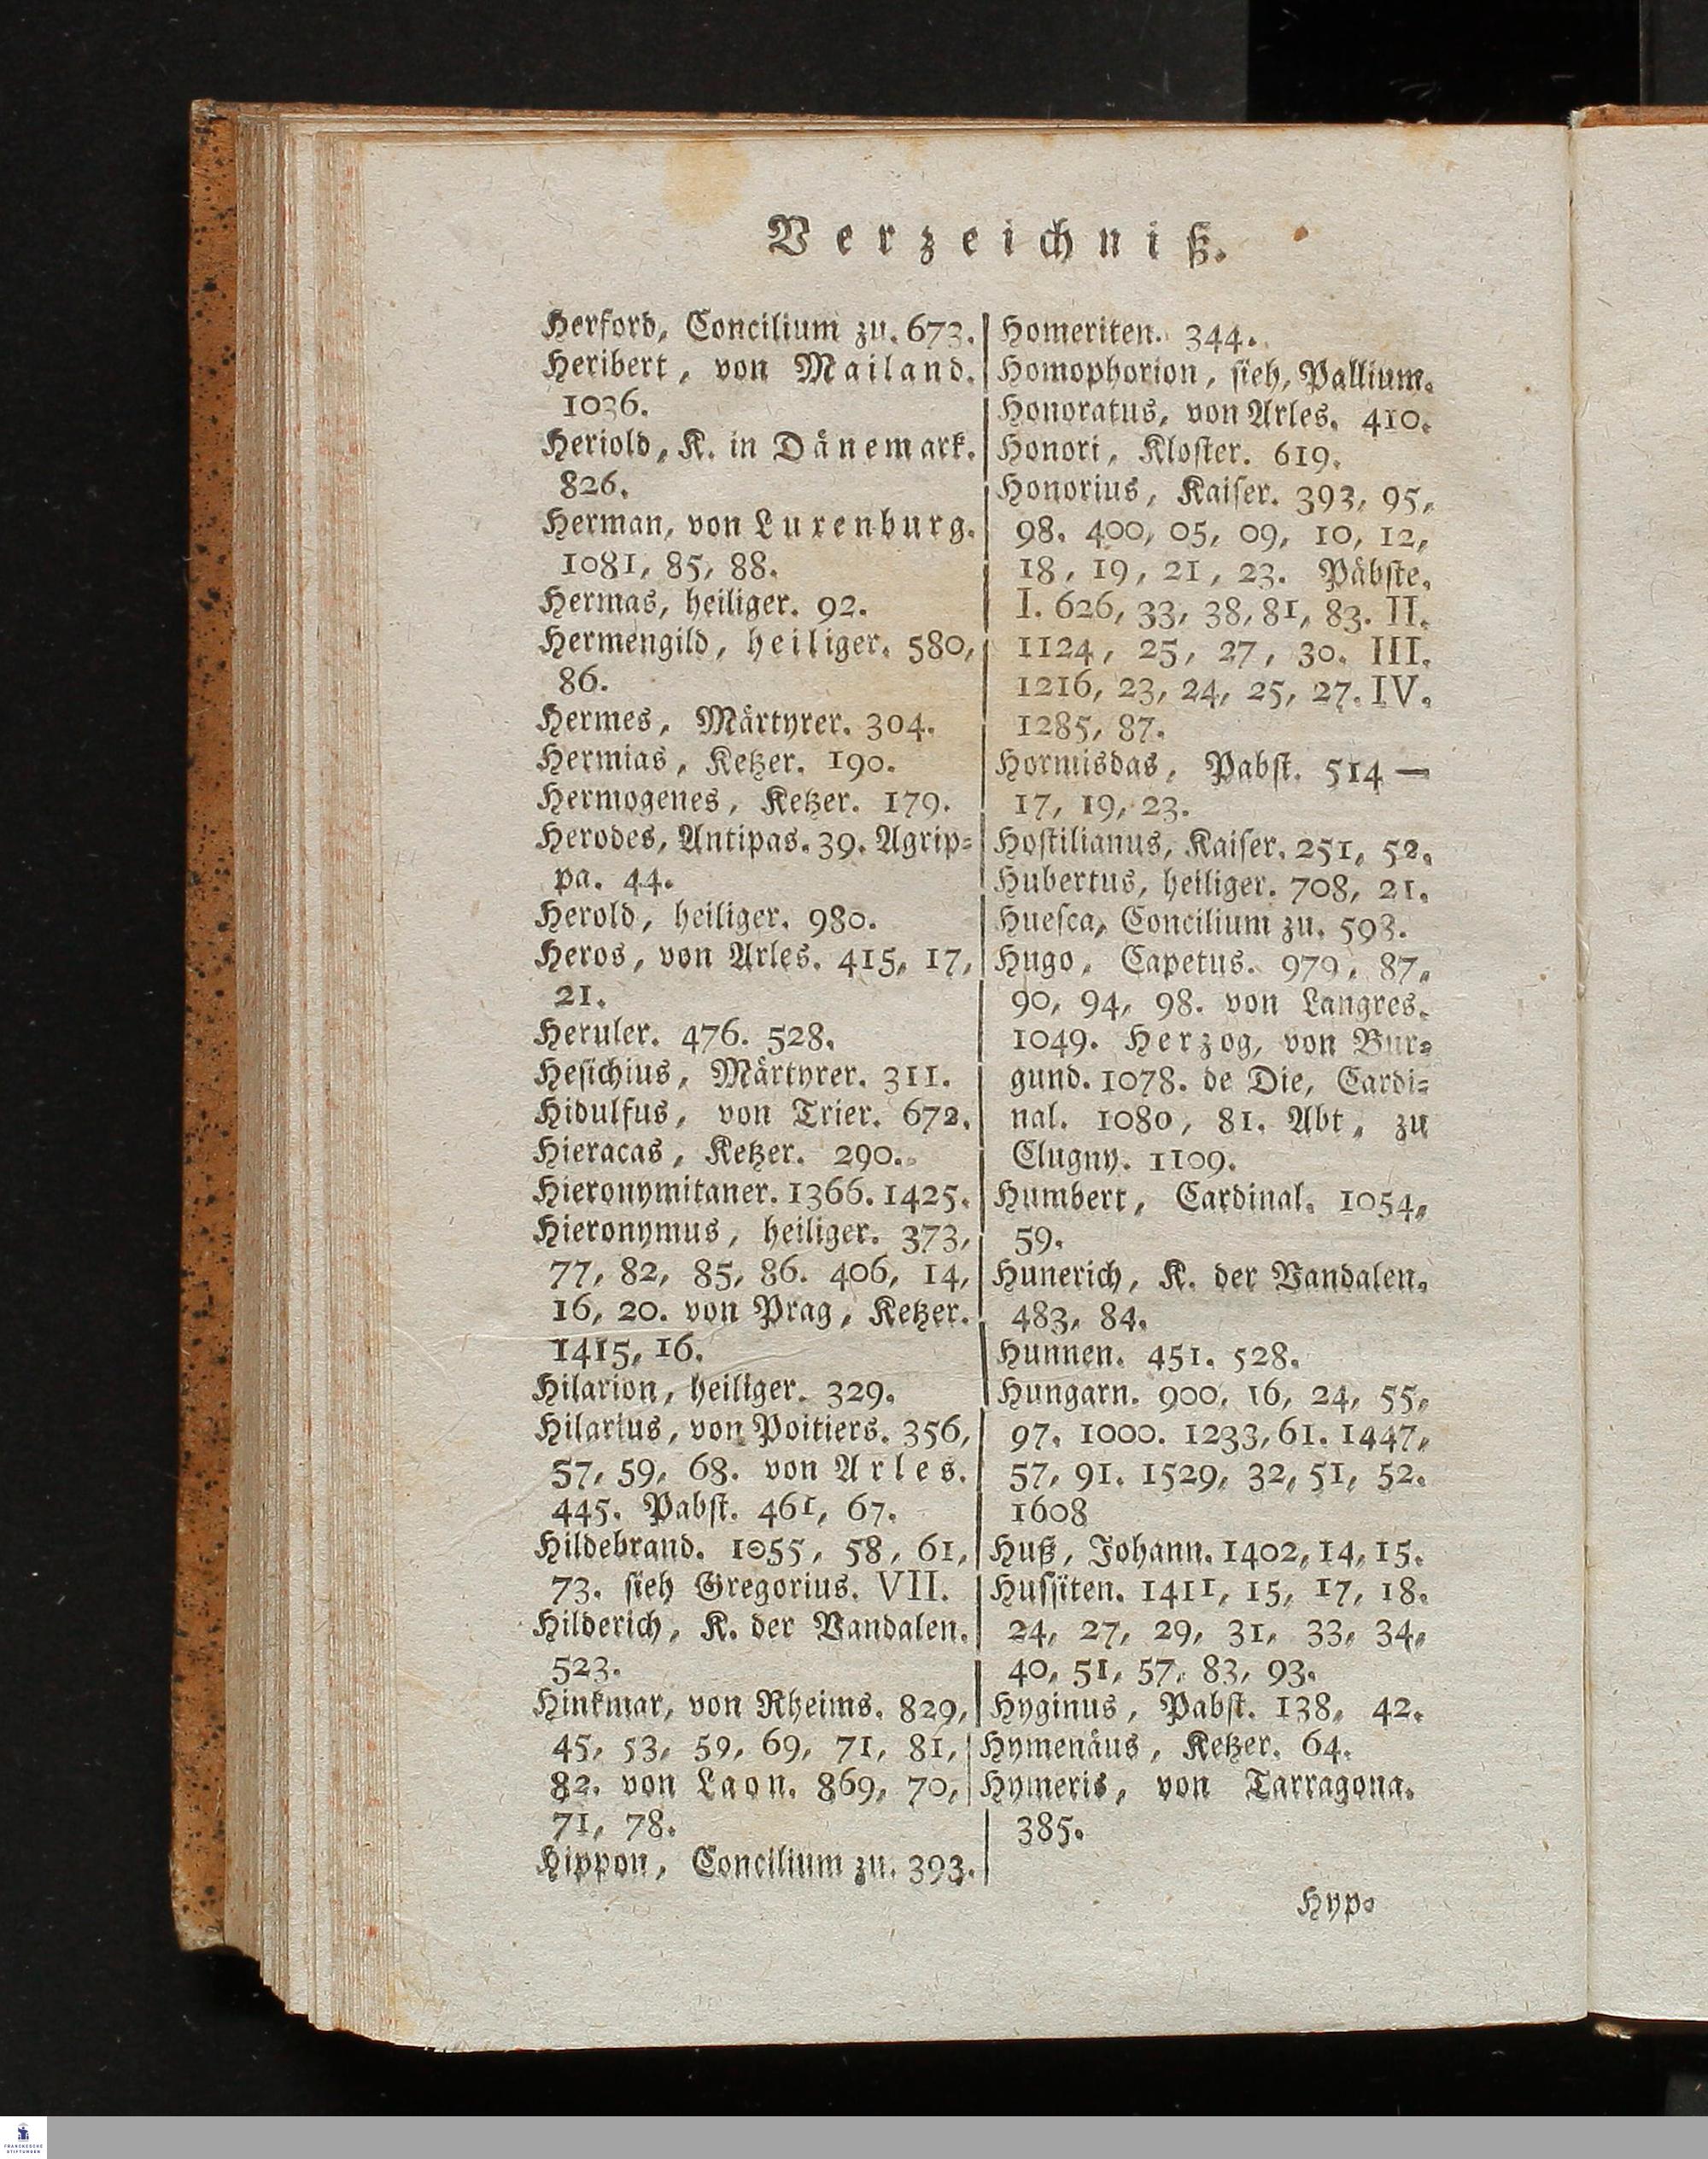 Verzeichniß.
Herford, Concilium zu. 673.
Heribert, von Mailand.
1036.
Heriold, K. in Dänemark.
826.
Herman, von Luxenburg.
1081, 85, 88.
Hermas, heiliger. 92.
Hermengild, heiliger. 580,
86.
Hermes, Märtyrer. 304.
Hermias, Ketzer. 190.
Hermogenes, Ketzer. 179.
Herodes, Antipas. 39. Agrip-
pa. 44.
Herold, heiliger. 980.
Heros, von Arles. 415, 17,
21.
Heruler. 476. 528.
Hesichius, Märtyrer. 311.
Hidulfus, von Trier. 672.
Hieracas, Ketzer. 290.
Hieronymitaner. 1366. 1425.
Hieronymus, heiliger. 373,
77, 82, 85, 86. 406, 14,
16, 20. von Prag, Ketzer.
1415, 16.
Hilarion, heiliger. 329.
Hilarius, von Poitiers. 356,
57, 59, 68. von Arles.
445. Pabst. 461, 67.
Hildebrand. 1055, 58, 61,
73. sieh Gregorius. VII.
Hilderich, K. der Vandalen.
523.
Hinkmar, von Rheims. 829,
45, 53, 59, 69, 71, 81,
82. von Laon. 869, 70,
71, 78.
Hippon, Concilium zu. 393.
Homeriten. 344.
Homophorion, sieh, Pallium.
Honoratus, von Arles. 410.
Honori, Kloster. 619.
Honorius, Kaiser. 393, 95,
98. 400, 05, 09, 10, 12,
18, 19, 21, 23. Päbste.
I. 626, 33, 38, 81, 83. II.
1124, 25, 27, 30. III.
1216, 23, 24, 25, 27. IV.
1285, 87.
Hormisdas, Pabst. 514 —
17, 19, 23.
Hostilianus, Kaiser. 251, 52.
Hubertus, heiliger. 708, 21.
Huesca, Concilium zu. 598.
Hugo, Capetus. 979, 87,
90, 94, 98. von Langres.
1049. Herzog, von Bur-
gund. 1078. de Die, Cardi-
nal. 1080, 81. Abt, zu
Clugny. 1109.
Humbert, Cardinal. 1054,
59.
Hunerich, K. der Vandalen.
483, 84.
Hunnen. 451. 528.
Hungarn. 900, 16, 24, 55,
97. 1000. 1233, 61. 1447,
57, 91. 1529, 32, 51, 52.
1608
Huß, Johann. 1402, 14, 15.
Hussiten. 1411, 15, 17, 18.
24, 27, 29, 31, 33, 34,
40, 51, 57, 83, 93.
Hyginus, Pabst. 138, 42.
Hymenäus, Ketzer. 64.
Hymeris, von Tarragona.
385.
Hyp-
FRANCKESCHE
STIFTUNGEN